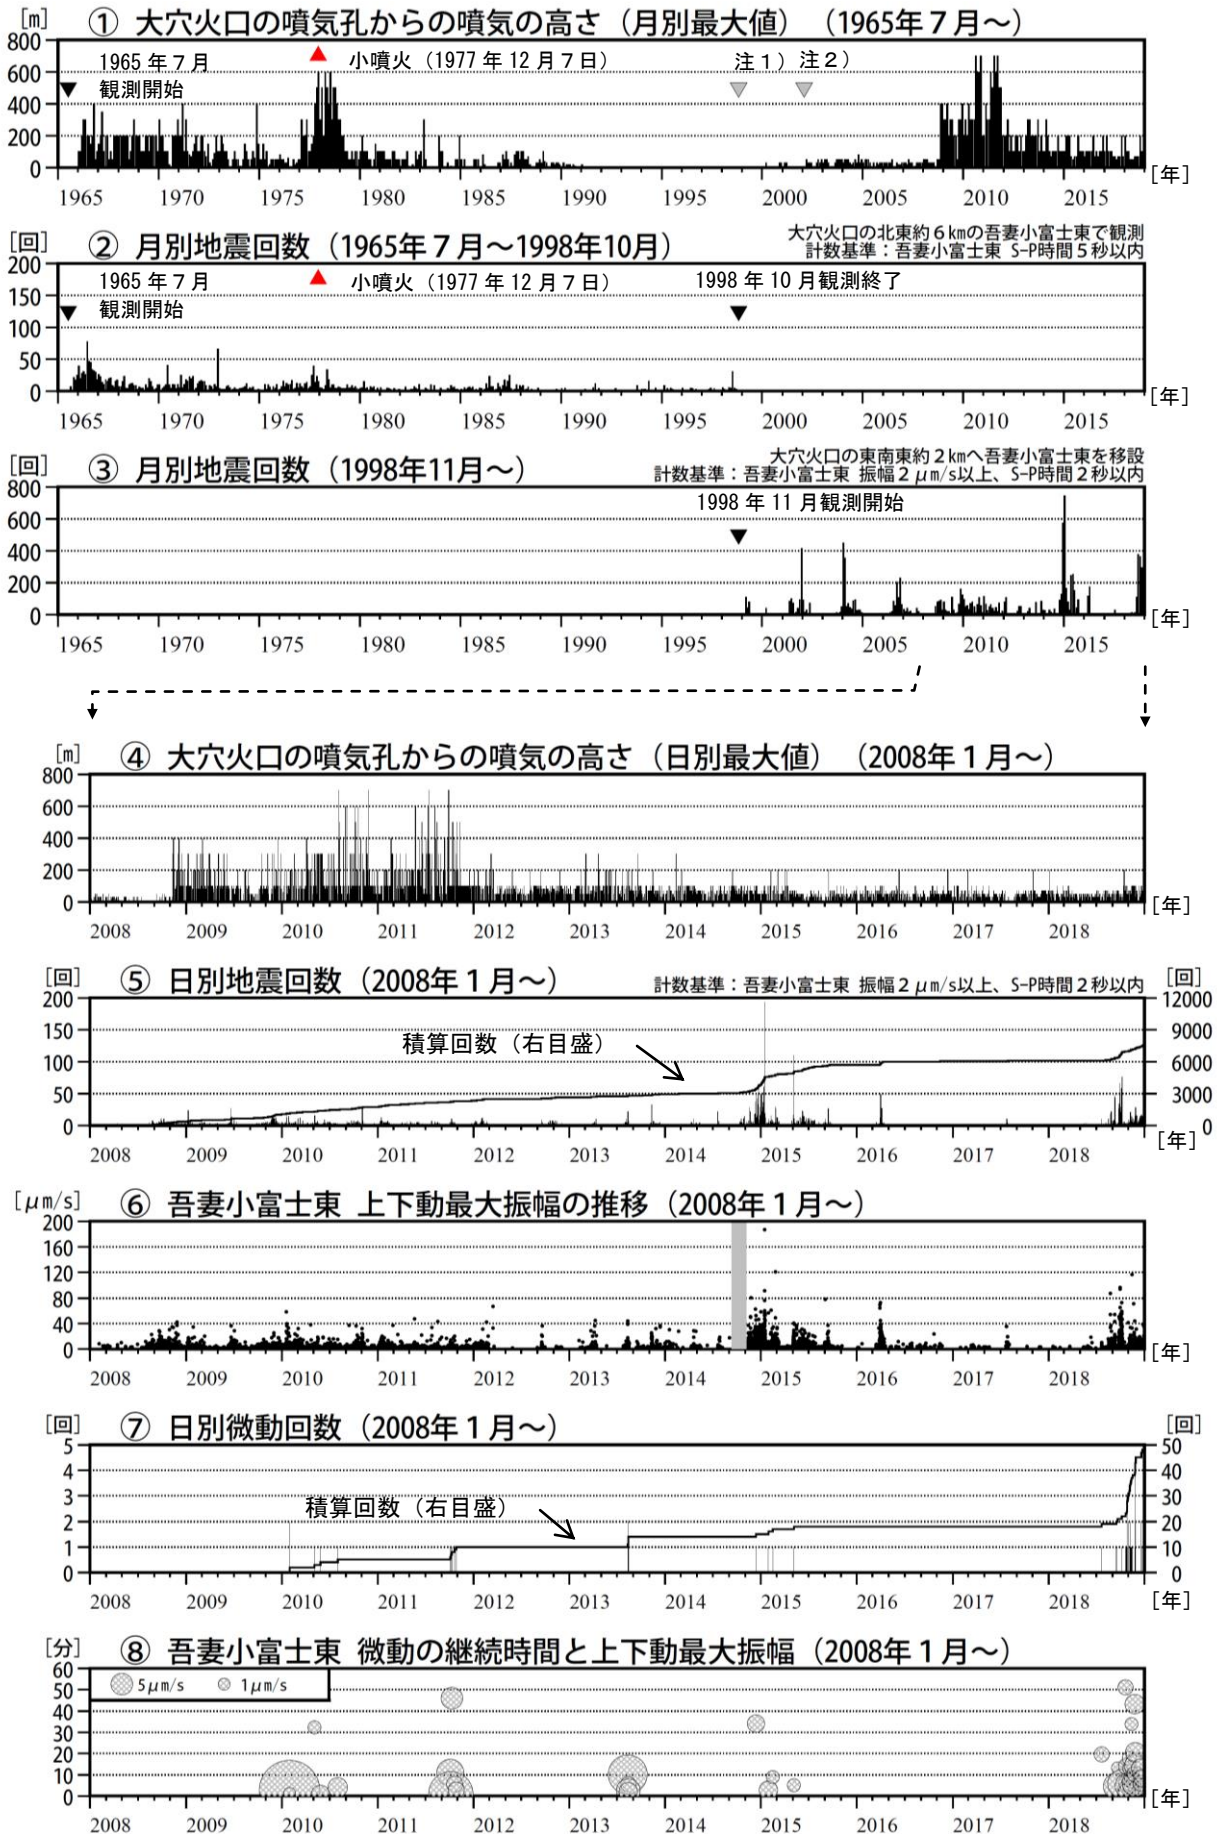 ① 大穴火口の噴気孔からの噴気の高さ（月別最大値）（1965年７月～）
[m]
800
600
400
200
0
1965 年７月
観測開始
小噴火（1977 年 12 月７日）
注１）注２）
1965 1970 1975 1980 1985 1990 1995 2000 2005 2010 2015 [年]
② 月別地震回数（1965年７月～1998年10月）
大穴火口の北東約６kmの吾妻小富士東で観測
計数基準：吾妻小富士東 S-P時間５秒以内
[回]
200
150
100
50
0
1965 年７月
観測開始
小噴火（1977 年 12 月７日）
1998 年 10 月観測終了
1965 1970 1975 1980 1985 1990 1995 2000 2005 2010 2015 [年]
③ 月別地震回数（1998年11月～）
大穴火口の東南東約２kmへ吾妻小富士東を移設
計数基準：吾妻小富士東 振幅２μm/s以上、S-P時間２秒以内
[回]
800
600
400
200
0
1998 年 11 月観測開始
1965 1970 1975 1980 1985 1990 1995 2000 2005 2010 2015 [年]
④ 大穴火口の噴気孔からの噴気の高さ（日別最大値）（2008年１月～）
[m]
800
600
400
200
0
2008 2009 2010 2011 2012 2013 2014 2015 2016 2017 2018 [年]
⑤ 日別地震回数（2008年１月～）
計数基準：吾妻小富士東 振幅２μm/s以上、S-P時間２秒以内
[回] [回]
200 12000
150 9000
100 6000
50 3000
0 0
積算回数（右目盛）
2008 2009 2010 2011 2012 2013 2014 2015 2016 2017 2018 [年]
⑥ 吾妻小富士東 上下動最大振幅の推移（2008年１月～）
[μm/s]
200
160
120
80
40
0
2008 2009 2010 2011 2012 2013 2014 2015 2016 2017 2018 [年]
⑦ 日別微動回数（2008年１月～）
[回] [回]
5 50
4 40
3 30
2 20
1 10
0 0
積算回数（右目盛）
2008 2009 2010 2011 2012 2013 2014 2015 2016 2017 2018 [年]
⑧ 吾妻小富士東 微動の継続時間と上下動最大振幅（2008年１月～）
[分]
60
50
40
30
20
10
0
5μm/s 1μm/s
2008 2009 2010 2011 2012 2013 2014 2015 2016 2017 2018 [年]